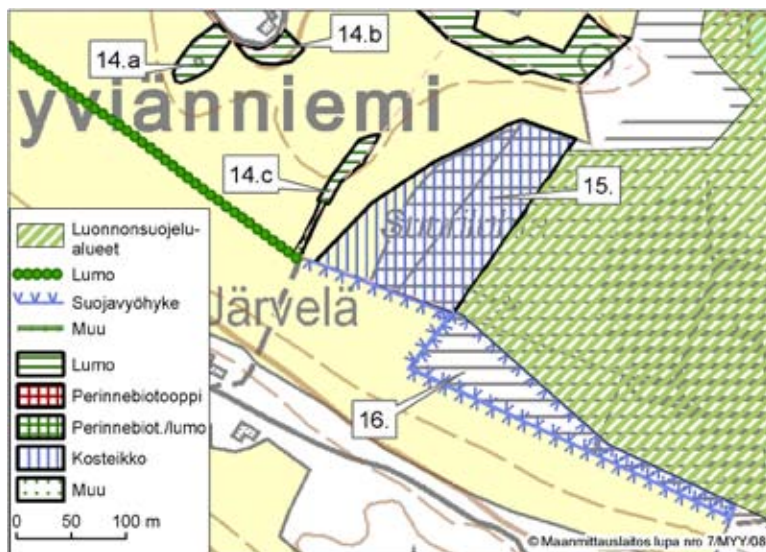 14.b
14.a
yviänniemi
14.c
15.
Järvelä
16.
Luonnonsuojelu-
alueet
Lumo
Suojavyöhyke
Muu
Lumo
Perinnebiotooppi
Perinnebiot./lumo
Kosteikko
Muu
0 50 100 m
© Maanmittauslaitos lupa nro 7/MYY/08